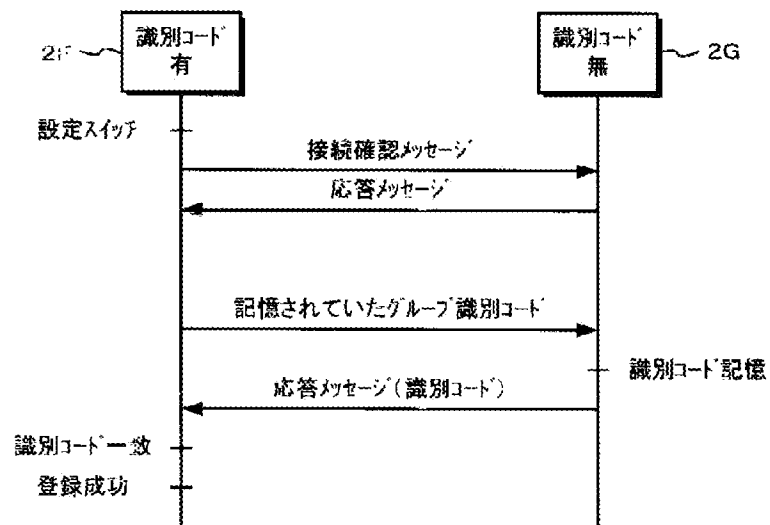 識別コード
有
2F
識別コード
無
2G
設定スイッチ
接続確認メッセージ
応答メッセージ
記憶されていたグループ識別コード
識別コード記憶
応答メッセージ(識別コード)
識別コード一致
登録成功